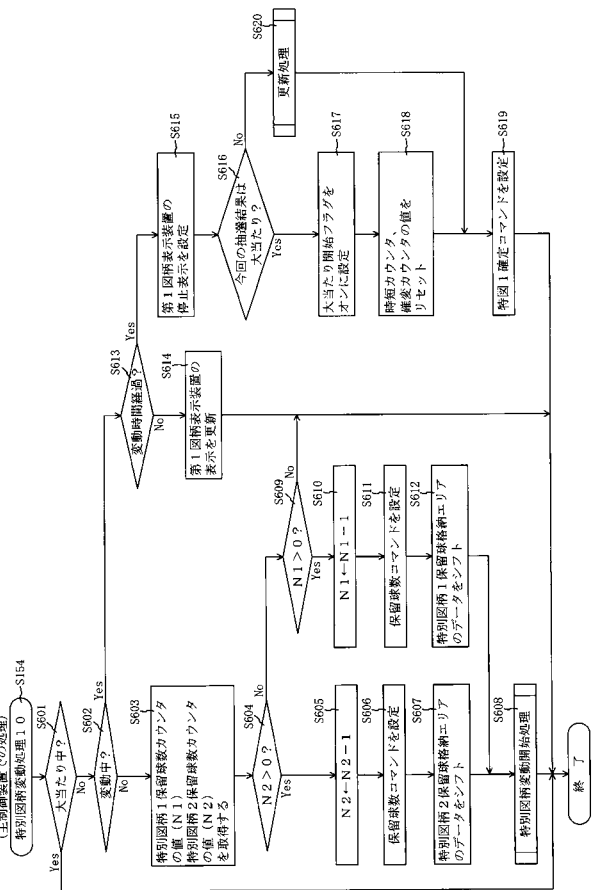 (主制御装置での処理)
特別図柄変動処理10
S154
大当たり中?
S601
Yes
No
変動中?
S602
Yes
No
特別図柄1保留球数カウンタ
の値(N1)
特別図柄2保留球数カウンタ
の値(N2)
を取得する
S603
N2>0?
S604
No
Yes
N2←N2-1
S605
保留球数コマンドを設定
S606
特別図柄2保留球格納エリア
のデータをシフト
S607
特別図柄変動開始処理
S608
N1>0?
S609
No
Yes
N1←N1-1
S610
保留球数コマンドを設定
S611
特別図柄1保留球格納エリア
のデータをシフト
S612
変動時間経過?
S613
Yes
No
第1図柄表示装置の
表示を更新
S614
第1図柄表示装置の
停止表示を設定
S615
今回の抽選結果は
大当たり?
S616
No
Yes
大当たり開始フラグを
オンに設定
S617
時短カウンタ、
確変カウンタの値を
リセット
S618
特図1確定コマンドを設定
S619
更新処理
S620
終了